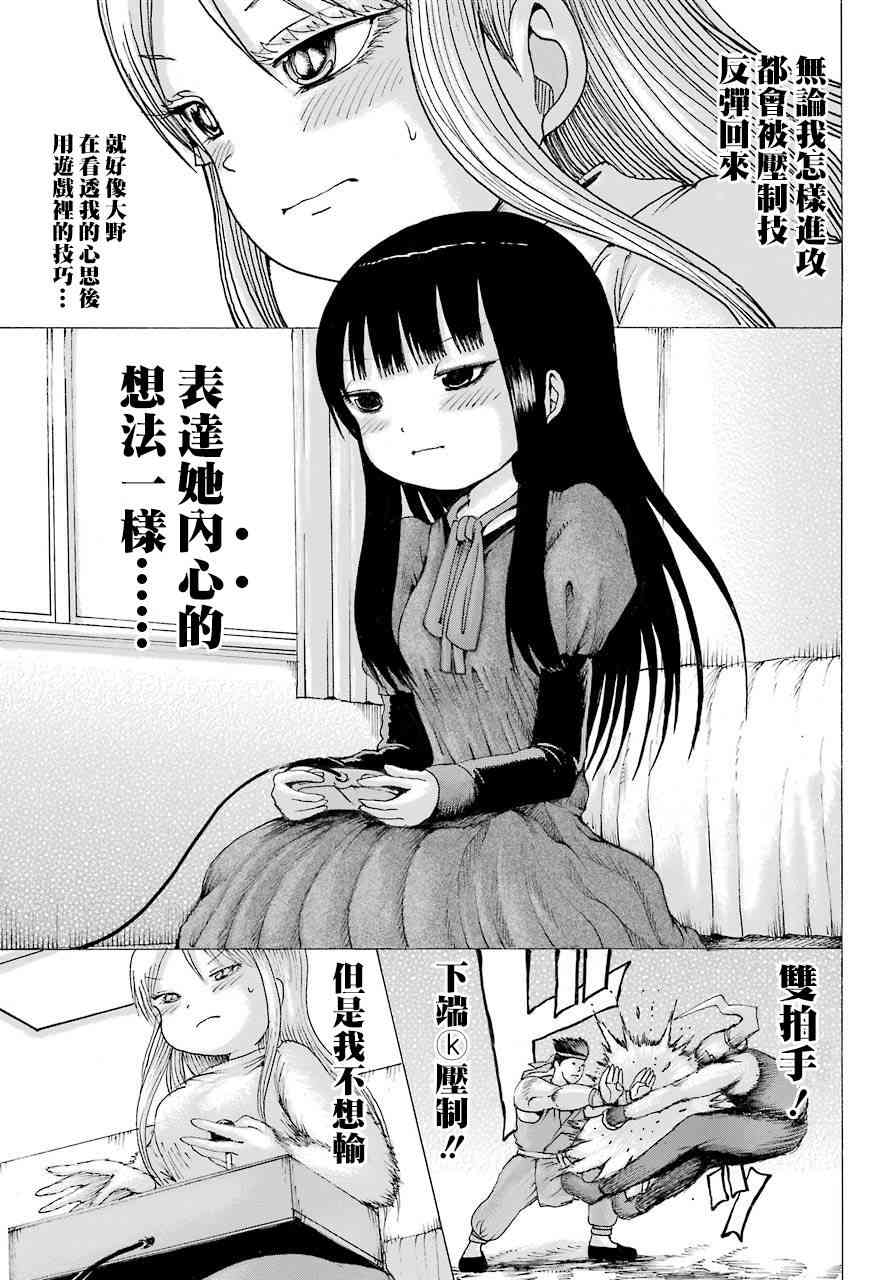 無論我怎樣進攻
都會被壓制技
反彈回來
就好像大野
在看透我的心思後
用遊戲裡的技巧…
表達她內心的
想法一樣……
雙拍手！
下端ⓚ壓制！！
但是我不想輸